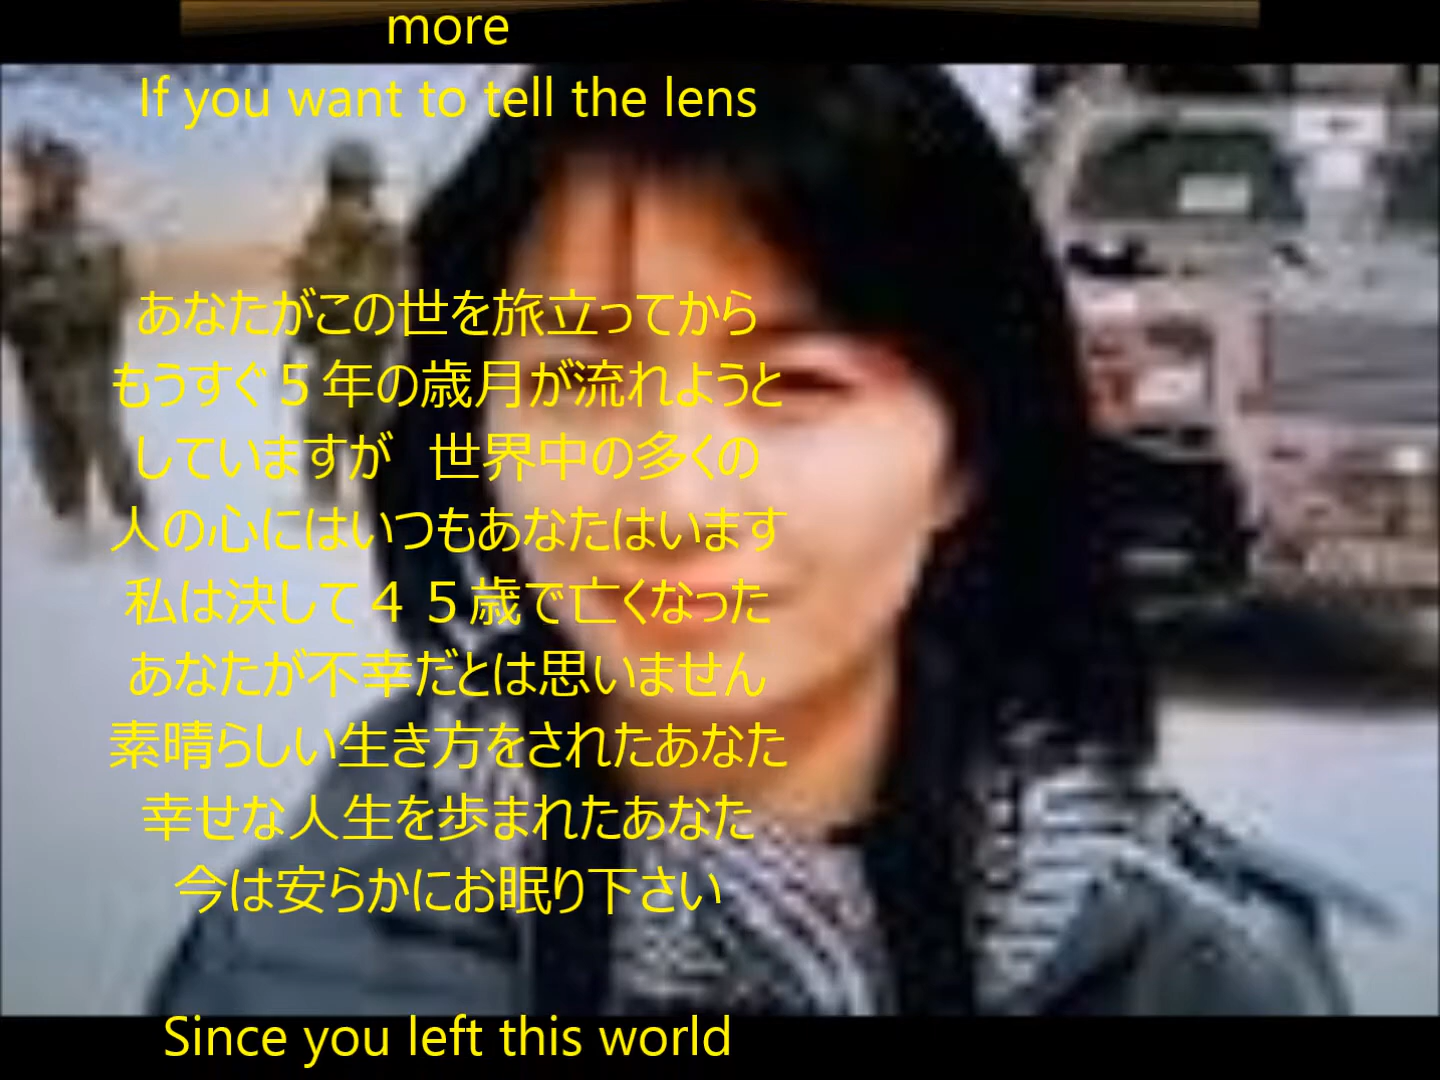 more
If you want to tell the lens
あなたがこの世を旅立ってから
もうすぐ５年の歳月が流れようと
していますが　世界中の多くの
人の心にはいつもあなたはいます
私は決して４５歳で亡くなった
あなたが不幸だとは思いません
素晴らしい生き方をされたあなた
幸せな人生を歩まれたあなた
今は安らかにお眠り下さい
Since you left this world